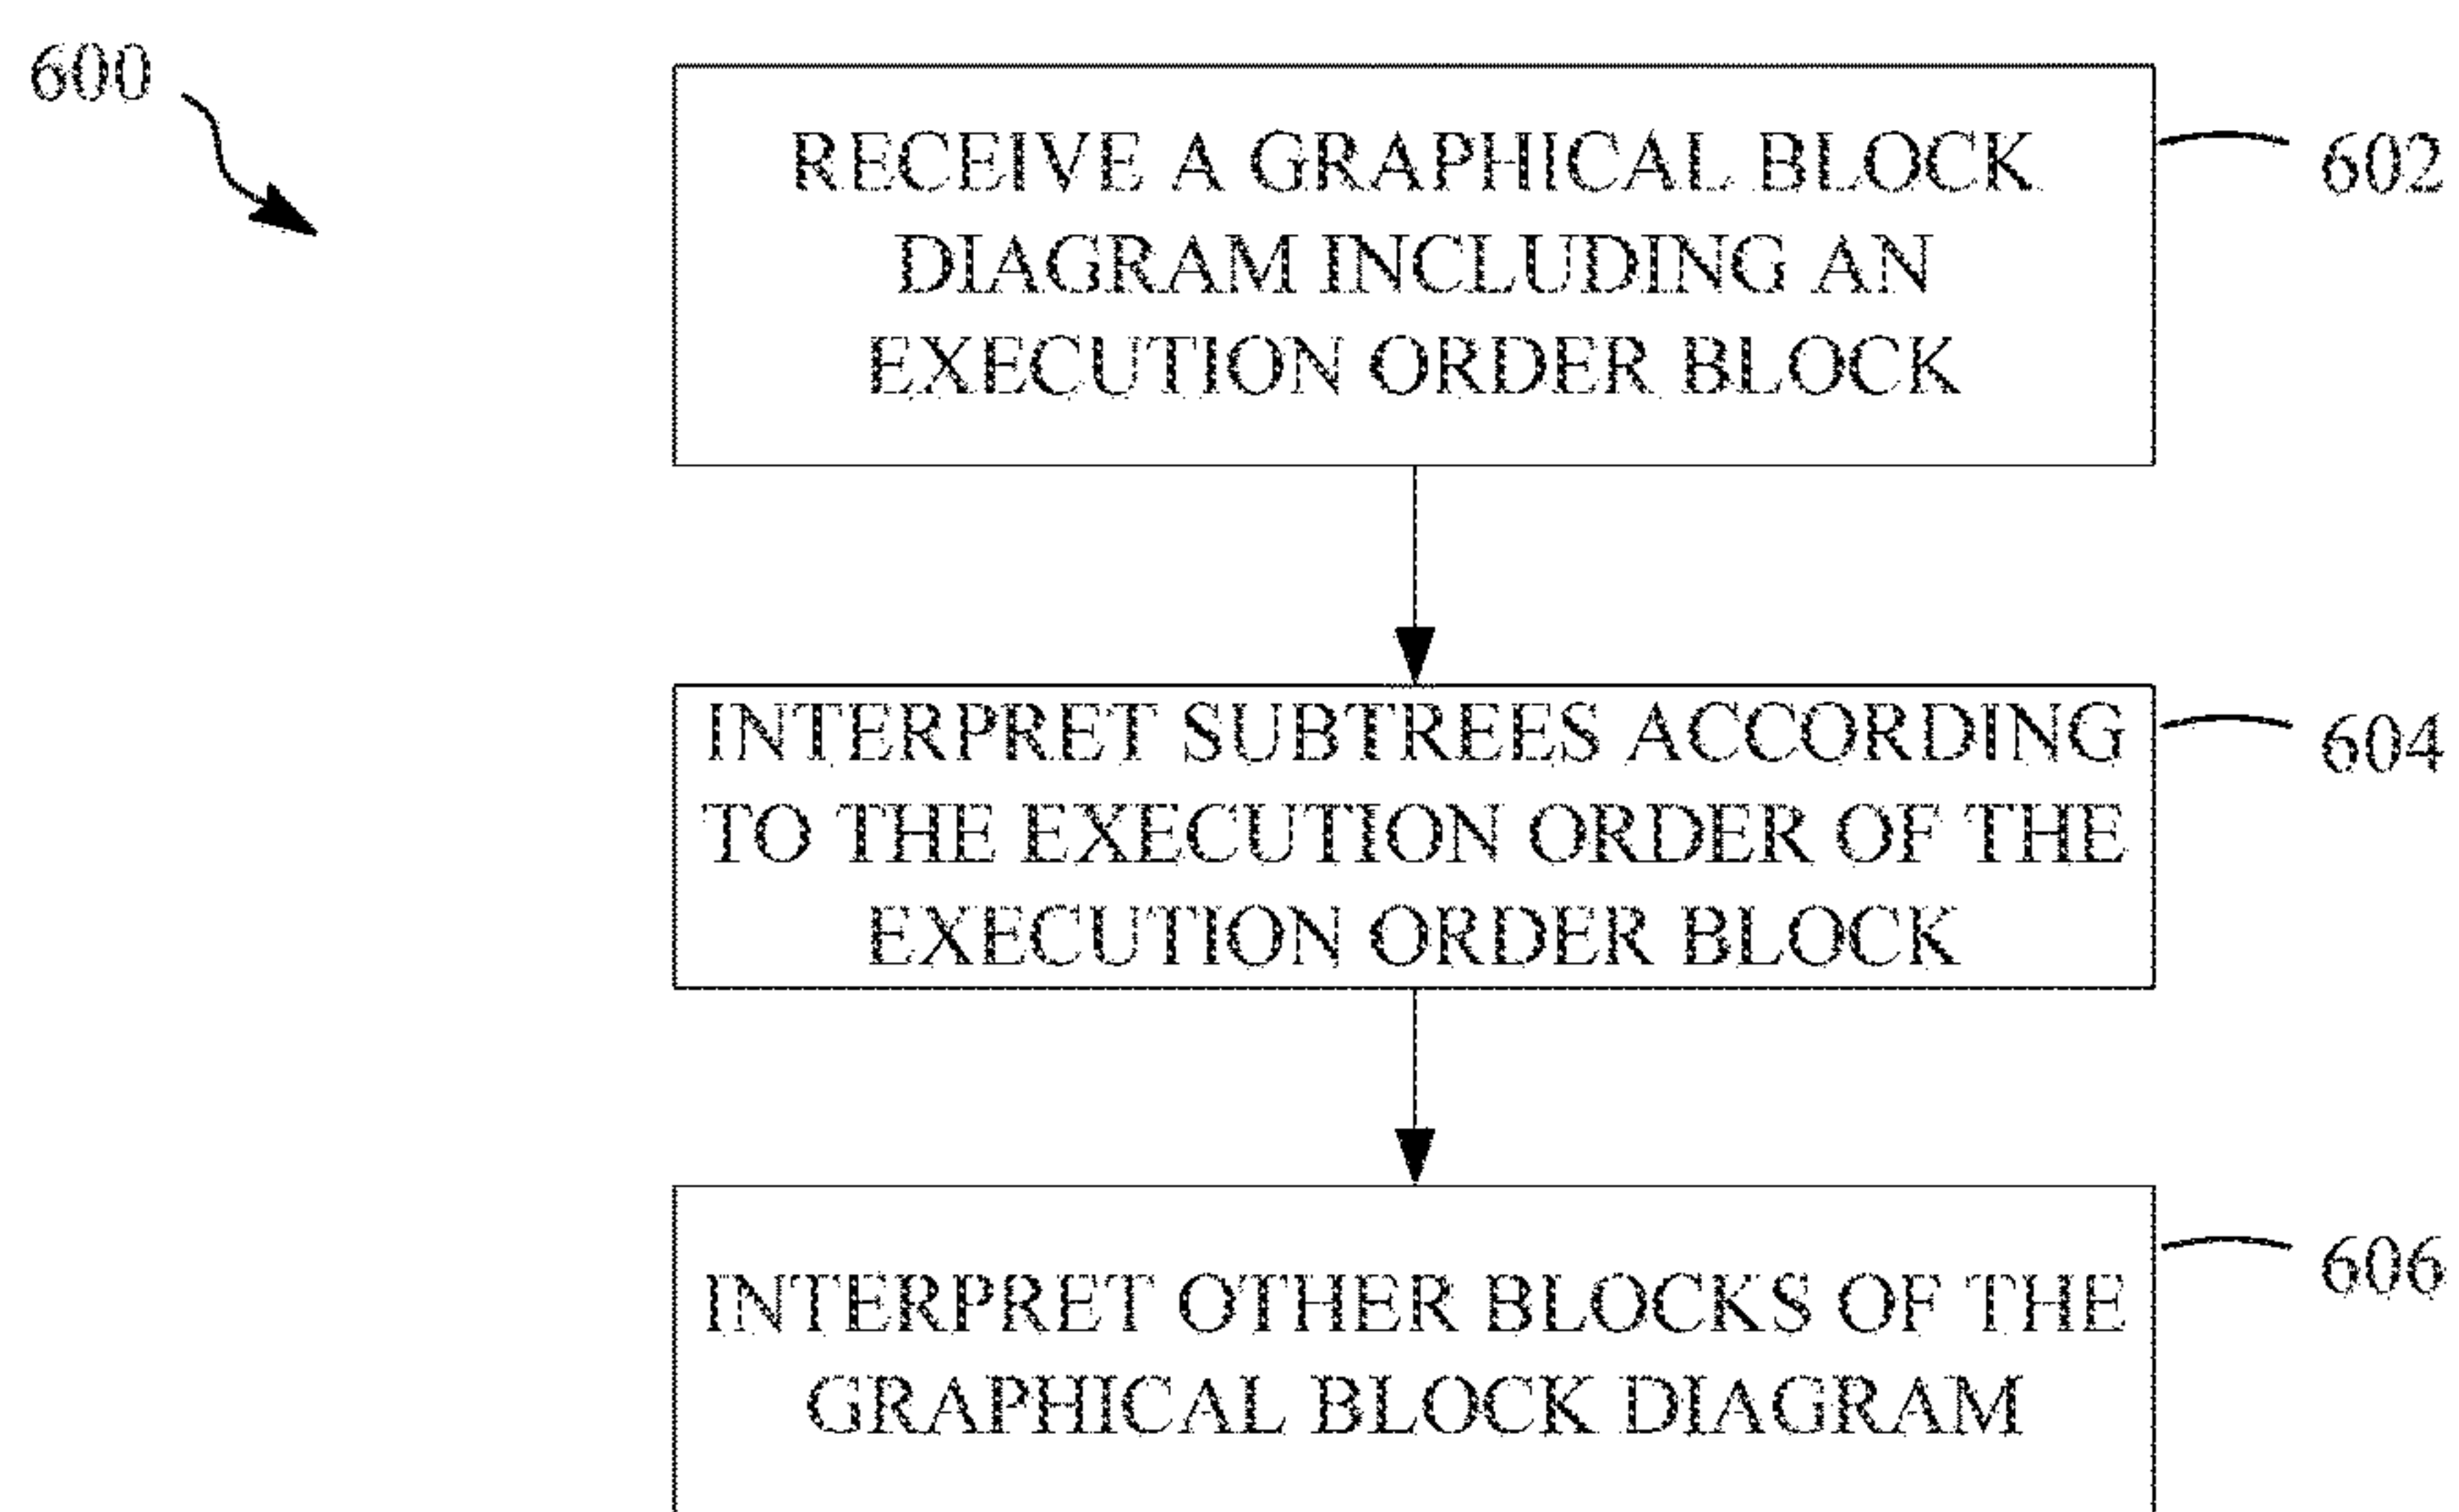 600
RECEIVE A GRAPHICAL BLOCK
DIAGRAM INCLUDING AN
EXECUTION ORDER BLOCK
602
INTERPRET SUBTREES ACCORDING
TO THE EXECUTION ORDER OF THE
EXECUTION ORDER BLOCK
604
INTERPRET OTHER BLOCKS OF THE
GRAPHICAL BLOCK DIAGRAM
606